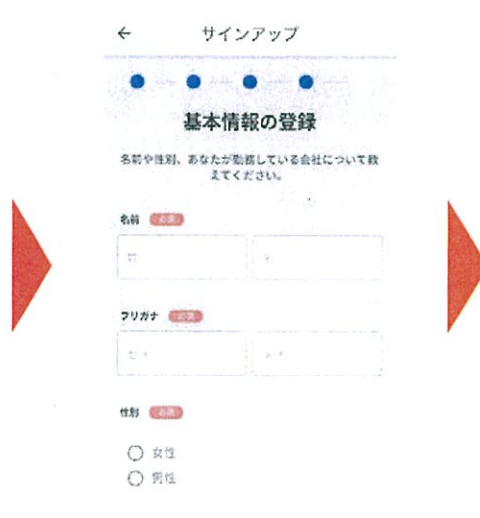 ← サインアップ
基本情報の登録
名前や性別、あなたが勤務している会社について教
えてください。
名前 必須
姓 名
フリガナ 必須
セイ メイ
性別 必須
女性
男性